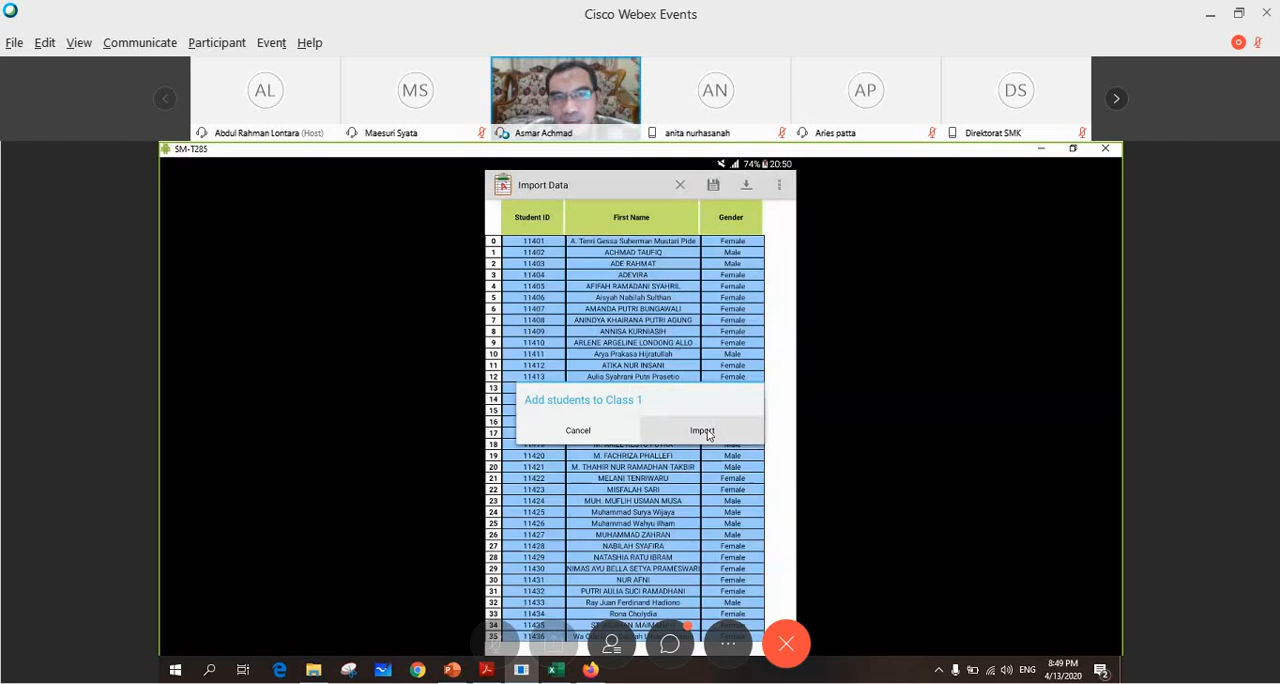 Cisco Webex Events
File Edit View Communicate Participant Event Help
AL MS AN AP DS
Abdul Rahman Lontara (Host) Maesuri Syata Asmar Achmad anita nurhasanah Aries patta Direktorat SMK
SM-T285
74% 20:50
Import Data
Student ID First Name Gender
0 11401 A. Tenri Gessa Suherman Mustari Pide Female
1 11402 ACHMAD TAUFIQ Male
2 11403 ADE RAHMAT Male
3 11404 ADEVIRA Female
4 11405 AFIFAH RAMADANI SYAHRIL Female
5 11406 Aisyah Nabilah Sulthan Female
6 11407 AMANDA PUTRI BUNGAWALI Female
7 11408 ANINDYA KHAIRANA PUTRI AGUNG Female
8 11409 ANNISA KURNIASIH Female
9 11410 ARLENE ARGELINE LONDONG ALLO Female
10 11411 Arya Prakasa Hijratullah Male
11 11412 ATIKA NUR INSANI Female
12 11413 Aulia Syahrani Putri Prasetio Female
13
14
15
16
17
Add students to Class 1
Cancel Import
18 Male
19 11420 M. FACHRIZA PHALLEFI Male
20 11421 M. THAHIR NUR RAMADHAN TAKBIR Male
21 11422 MELANI TENRIWARU Female
22 11423 MISFALAH SARI Female
23 11424 MUH. MUFLIH USMAN MUSA Male
24 11425 Muhammad Surya Wijaya Male
25 11426 Muhammad Wahyu Ilham Male
26 11427 MUHAMMAD ZAHRAN Male
27 11428 NABILAH SYAFIRA Female
28 11429 NATASHIA RATU IBRAM Female
29 11430 NIMAS AYU BELLA SETYA PRAMESWARI Female
30 11431 NUR AFNI Female
31 11432 PUTRI AULIA SUCI RAMADHANI Female
32 11433 Ray Juan Ferdinand Hadiono Male
33 11434 Rona Cholydia Female
34 11435 Female
35 11436 Female
ENG 8:49 PM
4/13/2020